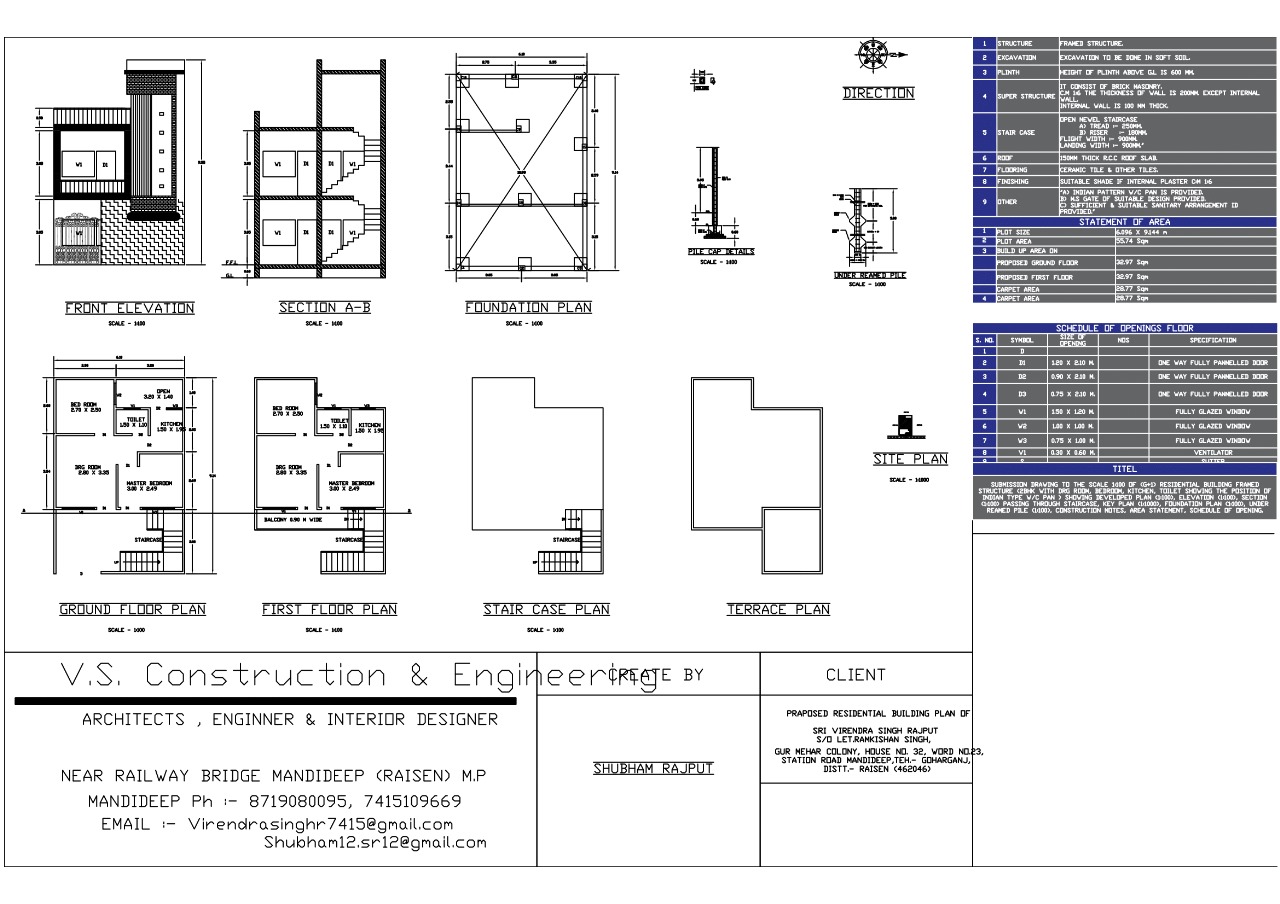 FRONT ELEVATION
SCALE - 1:100
SECTION A-B
SCALE - 1:100
FOUNDATION PLAN
SCALE - 1:100
PILE CAP DETAILS
SCALE - 1:100
UNDER REAMED PILE
SCALE - 1:100
DIRECTION
W1 D1
W1
W1 D1 D1 W1
W1 D1 D1 W1
F.F.L
G.L
BED ROOM
2.70 X 2.50
OPEN
3.20 X 1.40
TOILET
1.50 X 1.10
KITCHEN
DRG ROOM
2.80 X 3.35
MASTER BEDROOM
3.00 X 2.49
STAIRCASE
GROUND FLOOR PLAN
SCALE - 1:100
BED ROOM
2.70 X 2.50
TOILET
1.50 X 1.10
KITCHEN
DRG ROOM
2.80 X 3.35
MASTER BEDROOM
3.00 X 2.49
BALCONY 0.90 M WIDE
STAIRCASE
FIRST FLOOR PLAN
SCALE - 1:100
STAIRCASE
STAIR CASE PLAN
SCALE - 1:100
TERRACE PLAN
SITE PLAN
SCALE - 1:1000
1 STRUCTURE FRAMED STRUCTURE.
2 EXCAVATION EXCAVATION TO BE DONE IN SOFT SOIL.
3 PLINTH HEIGHT OF PLINTH ABOVE G.L IS 600 MM.
4 SUPER STRUCTURE IT CONSIST OF BRICK MASONRY.
C.M 1:6 THE THICKNESS OF WALL IS 200MM. EXCEPT INTERNAL
WALL.
INTERNAL WALL IS 100 MM THICK.
5 STAIR CASE OPEN NEWEL STAIRCASE
A) TREAD :- 250MM.
B) RISER :- 180MM.
FLIGHT WIDTH :- 900MM.
LANDING WIDTH :- 900MM."
6 ROOF 150MM THICK R.C.C ROOF SLAB.
7 FLOORING CERAMIC TILE & OTHER TILES.
8 FINISHING SUITABLE SHADE IF INTERNAL PLASTER CM 1:6
9 OTHER "A) INDIAN PATTERN W/C PAN IS PROVIDED.
B) M.S GATE OF SUITABLE DESIGN PROVIDED.
C) SUFFICIENT & SUITABLE SANITARY ARRANGEMENT ID
PROVIDED."
STATEMENT OF AREA
1 PLOT SIZE 6.096 X 9.144 m
2 PLOT AREA 55.74 Sqm
3 BUILD UP AREA ON
PROPOSED GROUND FLOOR 32.97 Sqm
PROPOSED FIRST FLOOR 32.97 Sqm
CARPET AREA 28.77 Sqm
4 CARPET AREA 28.77 Sqm
SCHEDULE OF OPENINGS FLOOR
S. NO. SYMBOL SIZE OF OPENING NOS SPECIFICATION
1 D
2 D1 1.20 X 2.10 M. ONE WAY FULLY PANNELLED DOOR
3 D2 0.90 X 2.10 M. ONE WAY FULLY PANNELLED DOOR
4 D3 0.75 X 2.10 M. ONE WAY FULLY PANNELLED DOOR
5 W1 1.50 X 1.20 M. FULLY GLAZED WINDOW
6 W2 1.00 X 1.00 M. FULLY GLAZED WINDOW
7 W3 0.75 X 1.00 M. FULLY GLAZED WINDOW
8 V1 0.30 X 0.60 M. VENTILATOR
TITEL
SUBMISSION DRAWING TO THE SCALE 1:100 OF (G+1) RESIDENTIAL BUILDING FRAMED
STRUCTURE (2BHK WITH DRG ROOM, BEDROOM, KITCHEN, TOILET SHOWING THE POSITION OF
INDIAN TYPE W/C PAN ) SHOWING DEVELOPED PLAN (1:100), ELEVATION (1:100), SECTION
(1:100) PASSING THROUGH STAIRCASE, KEY PLAN (1:1000), FOUNDATION PLAN (1:100), UNDER
REAMED PILE (1:100), CONSTRUCTION NOTES, AREA STATEMENT, SCHEDULE OF OPENING.
V.S. Construction & Engineering
ARCHITECTS , ENGINNER & INTERIOR DESIGNER
NEAR RAILWAY BRIDGE MANDIDEEP (RAISEN) M.P
MANDIDEEP Ph :- 8719080095, 7415109669
EMAIL :- Virendrasinghr7415@gmail.com
Shubham12.sr12@gmail.com
CREATE BY
SHUBHAM RAJPUT
CLIENT
PRAPOSED RESIDENTIAL BUILDING PLAN OF
SRI VIRENDRA SINGH RAJPUT
S/O LET.RAMKISHAN SINGH,
GUR MEHAR COLONY, HOUSE NO. 32, WORD NO.23,
STATION ROAD MANDIDEEP,TEH.- GOHARGANJ,
DISTT.- RAISEN (462046)